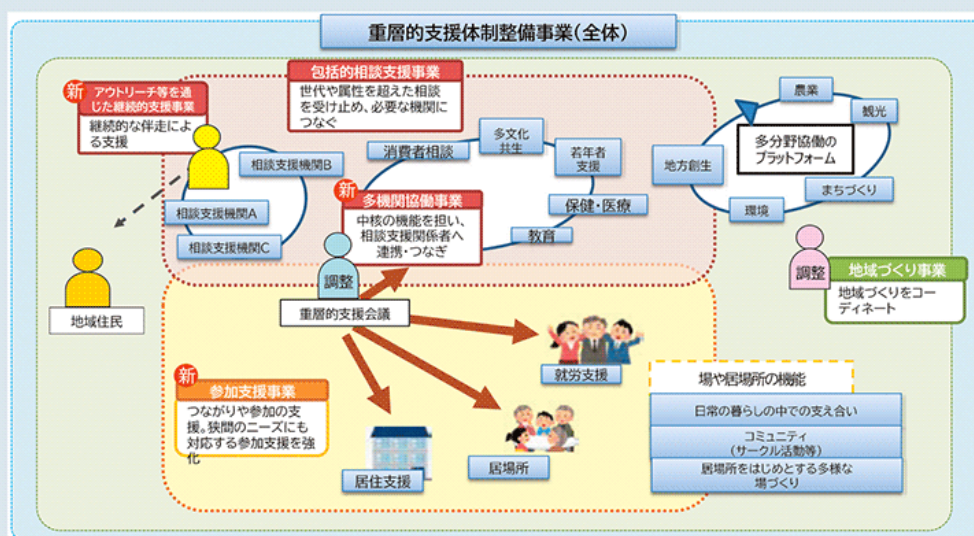 重層的支援体制整備事業(全体)
新
アウトリーチ等を通
じた継続的支援事業
継続的な伴走によ
る支援
包括的相談支援事業
世代や属性を超えた相談
を受け止め、必要な機関に
つなぐ
相談支援機関B
相談支援機関A
相談支援機関C
消費者相談
多文化
共生
若年者
支援
保健・医療
教育
新
多機関協働事業
中核の機能を担い、
相談支援関係者へ
連携・つなぎ
農業
観光
地方創生
多分野協働の
プラットフォーム
まちづくり
環境
調整
重層的支援会議
地域住民
調整
地域づくり事業
地域づくりをコー
ディネート
新
参加支援事業
つながりや参加の支
援。狭間のニーズにも
対応する参加支援を強
化
就労支援
居場所
居住支援
場や居場所の機能
日常の暮らしの中での支え合い
コミュニティ
(サークル活動等)
居場所をはじめとする多様な
場づくり